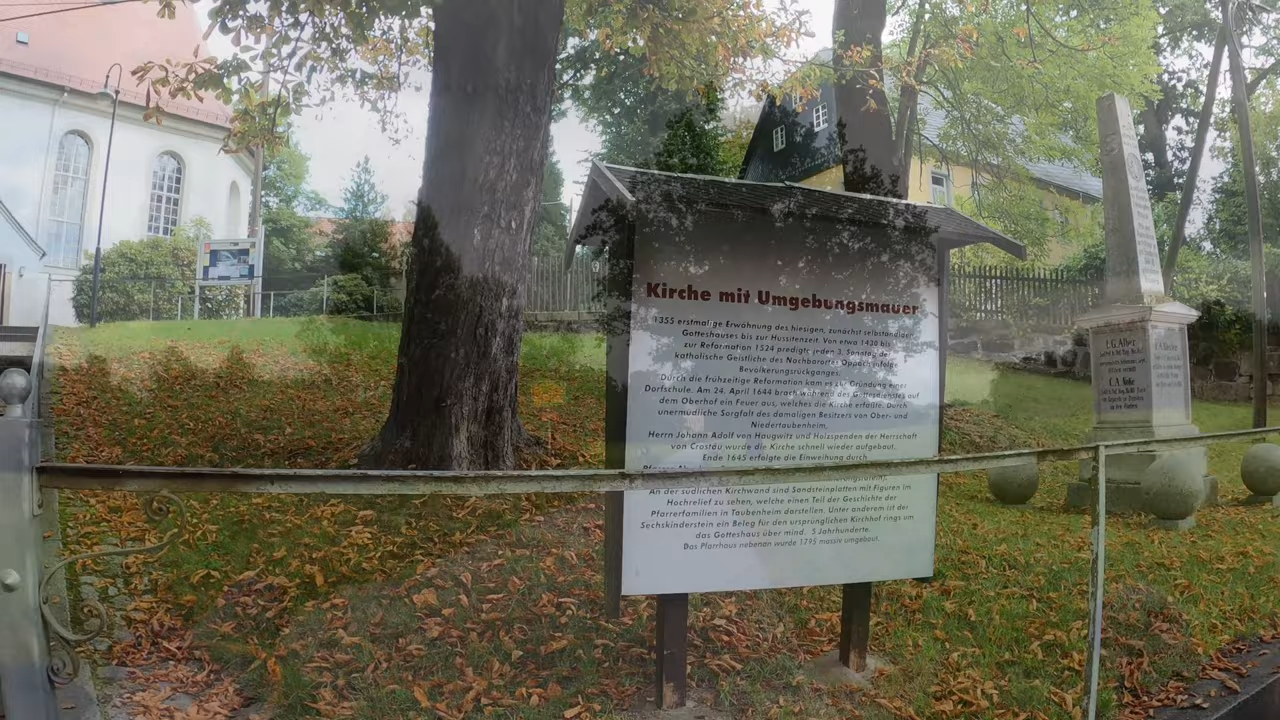 Kirche mit Umgebungsmauer
1355 erstmalige Erwähnung des hiesigen, zunächst selbständigen
Gotteshauses bis zur Hussitenzeit. Von etwa 1430 bis
zur Reformation 1524 predigte jeden 3. Sonntag der
katholische Geistliche des Nachbarortes Oppach infolge
Bevölkerungsrückganges.
Durch die frühzeitige Reformation kam es zur Gründung einer
Dorfschule. Am 24. April 1644 brach während des Gottesdienstes auf
dem Oberhof ein Feuer aus, welches die Kirche erfaßte. Durch
unermüdliche Sorgfalt des damaligen Besitzers von Ober- und
Niedertaubenheim,
Herrn Johann Adolf von Haugwitz und Holzspenden der Herrschaft
von Crostau wurde die Kirche schnell wieder aufgebaut.
Ende 1645 erfolgte die Einweihung durch
An der südlichen Kirchwand sind Sandsteinplatten mit Figuren im
Hochrelief zu sehen, welche einen Teil der Geschichte der
Pfarrerfamilien in Taubenheim darstellen. Unter anderem ist der
Sechskinderstein ein Beleg für den ursprünglichen Kirchhof rings um
das Gotteshaus über mind. 5 Jahrhunderte.
Das Pfarrhaus nebenan wurde 1795 massiv umgebaut.